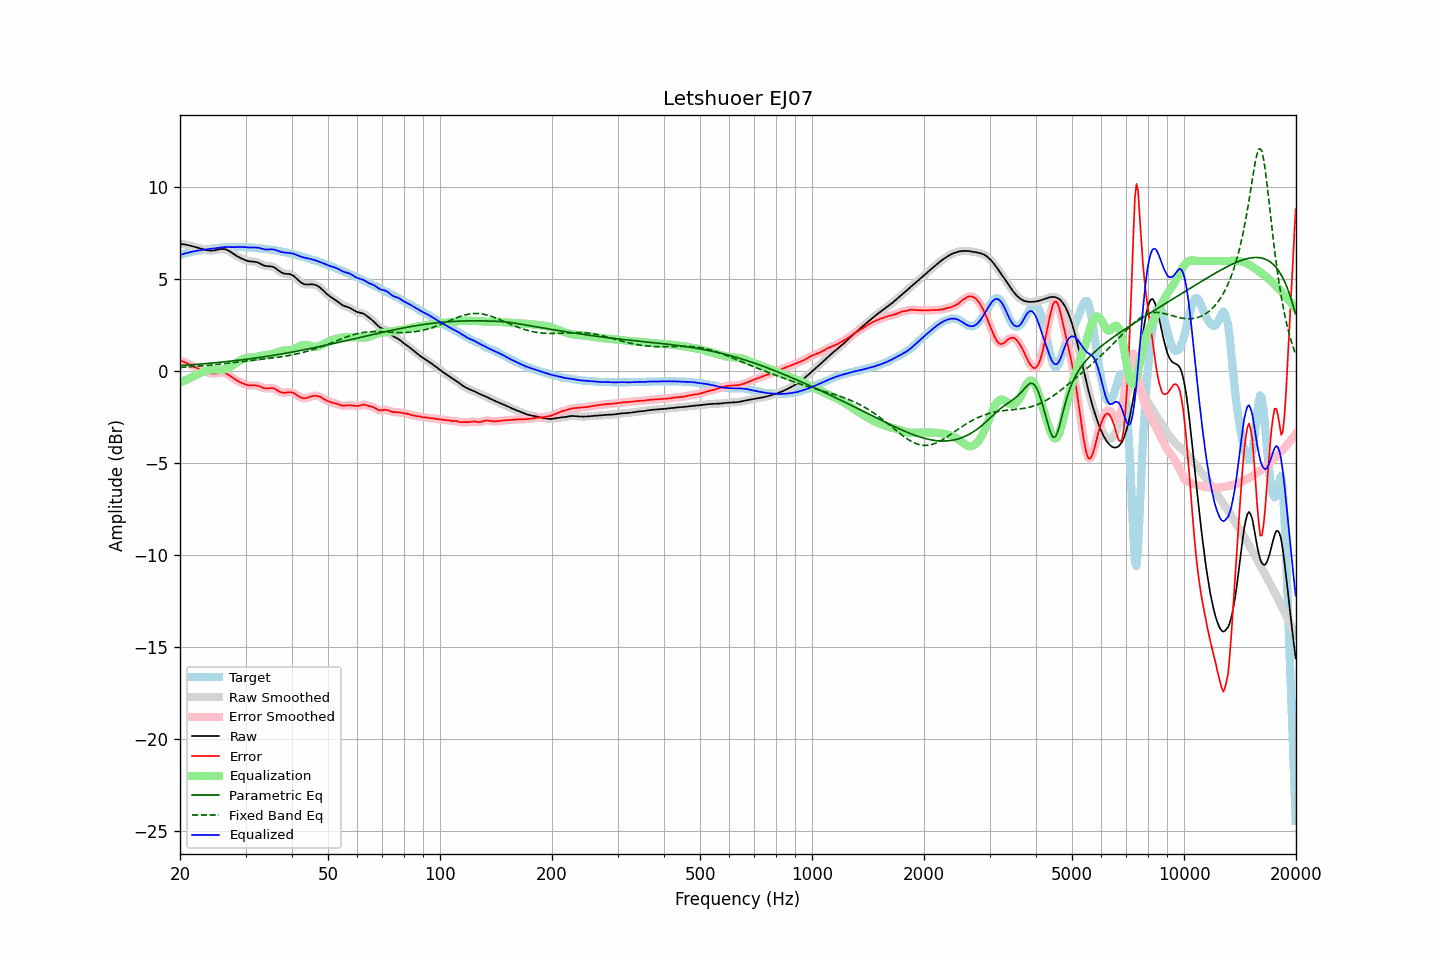 Letshuoer EJ07
Amplitude (dBr)
10
5
0
−5
−10
−15
−20
−25
Target
Raw Smoothed
Error Smoothed
Raw
Error
Equalization
Parametric Eq
Fixed Band Eq
Equalized
20 50 100 200 500 1000 2000 5000 10000 20000
Frequency (Hz)